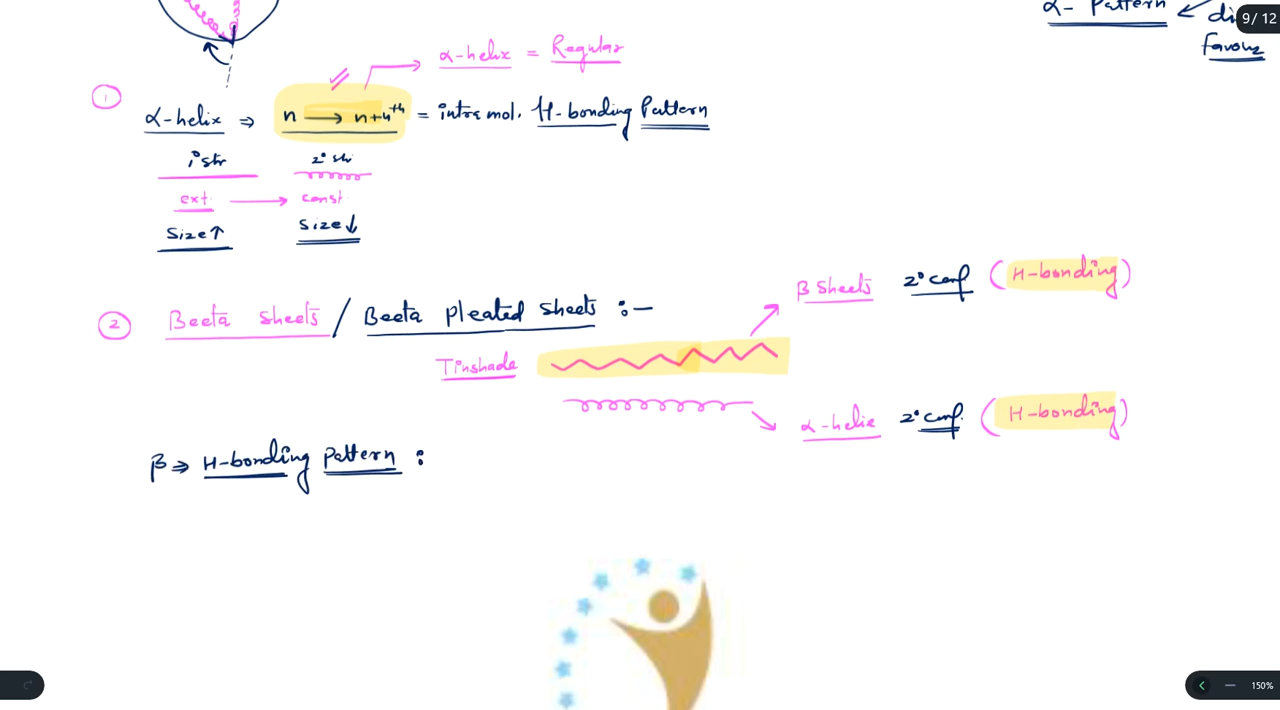 α- Pattern ← di
9 / 12
favour
α-helix = Regular
①
α-helix ⇒ n ⟶ n+4th = intra mol. H-bonding Pattern
1° str 2° str
ext. ⟶ const
Size↑ Size↓
β Sheets 2° conf (H-bonding)
② Beeta sheets / Beeta pleated sheets :-
Tinshade
α-helix 2° conf. (H-bonding)
β ⇒ H-bonding pattern :
150%